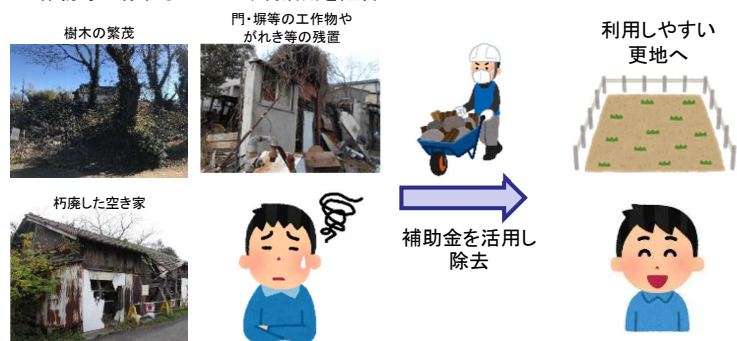 樹木の繁茂
門・塀等の工作物や
がれき等の残置
利用しやすい
更地へ
朽廃した空き家
補助金を活用し
除去